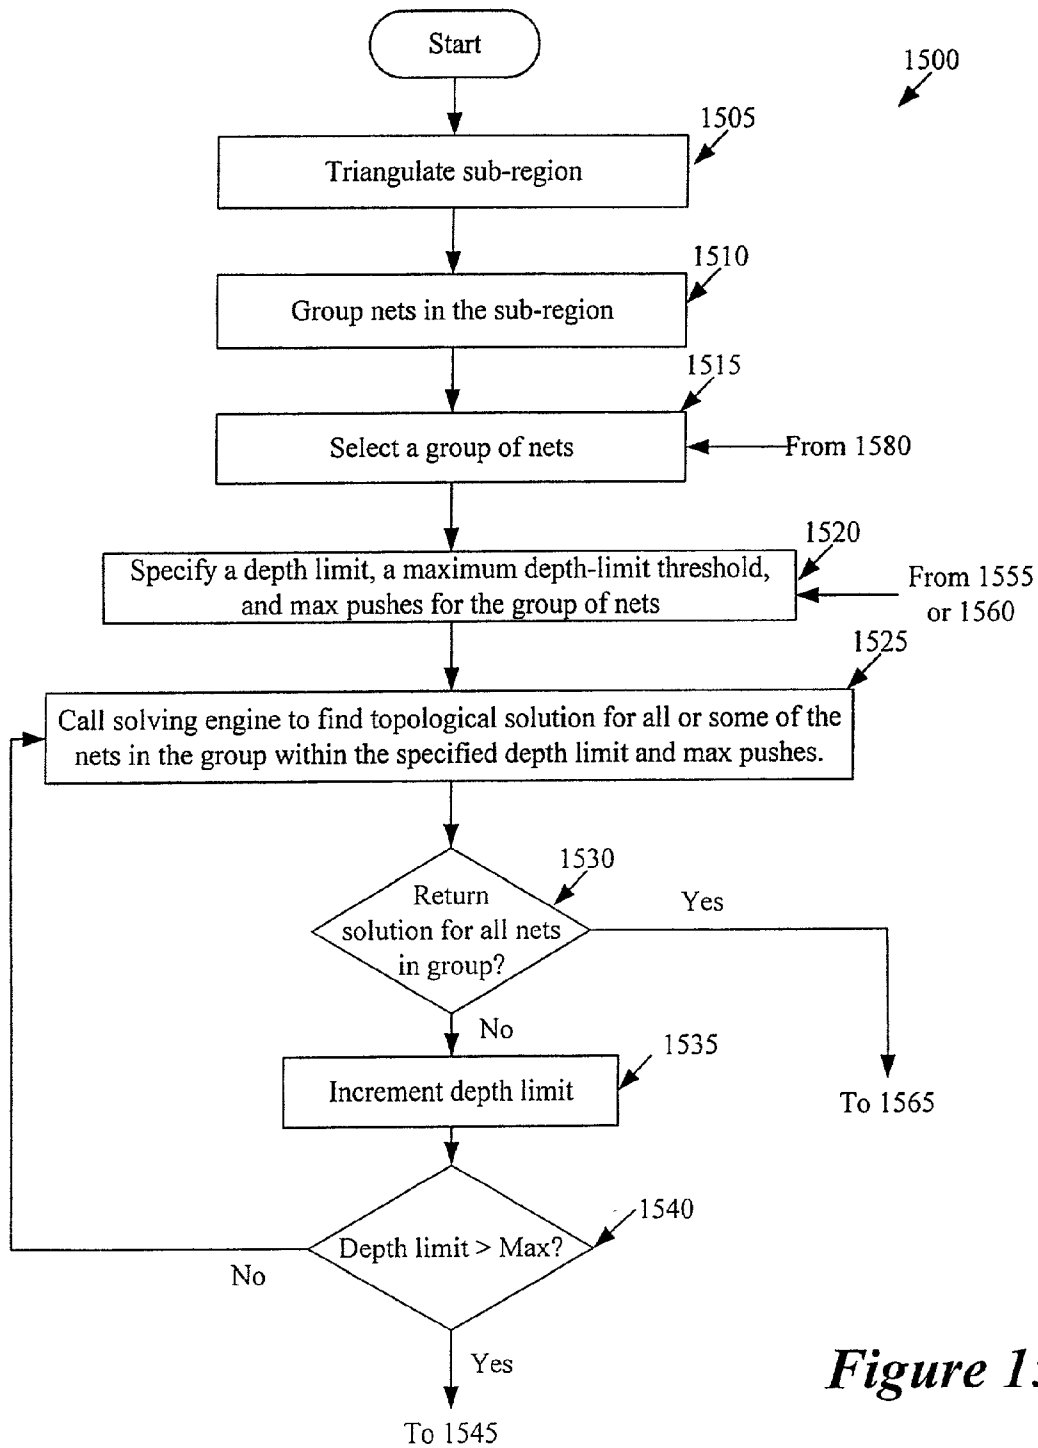 Start
1500
1505
Triangulate sub-region
1510
Group nets in the sub-region
1515
Select a group of nets
From 1580
1520
Specify a depth limit, a maximum depth-limit threshold,
and max pushes for the group of nets
From 1555
or 1560
1525
Call solving engine to find topological solution for all or some of the
nets in the group within the specified depth limit and max pushes.
1530
Return
solution for all nets
in group?
Yes
No
1535
Increment depth limit
To 1565
1540
Depth limit > Max?
No
Yes
To 1545
Figure